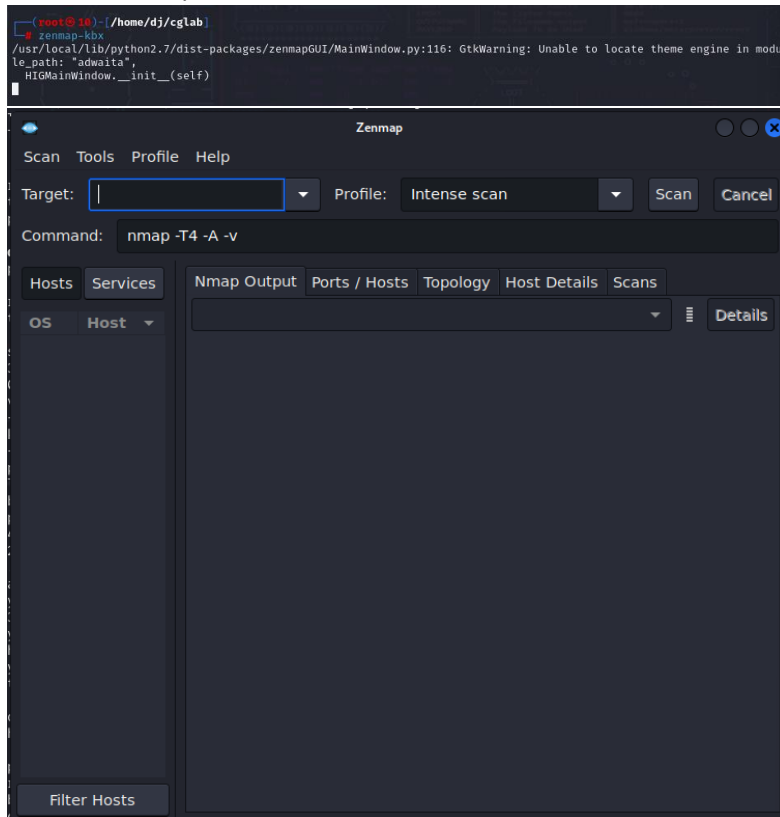 (root㉿10)-[/home/dj/cglab]
# zenmap-kbx
/usr/local/lib/python2.7/dist-packages/zenmapGUI/MainWindow.py:116: GtkWarning: Unable to locate theme engine in modu
le_path: "adwaita",
HIGMainWindow.__init__(self)
Zenmap
Scan Tools Profile Help
Target: Profile: Intense scan Scan Cancel
Command: nmap -T4 -A -v
Hosts Services Nmap Output Ports / Hosts Topology Host Details Scans
OS Host Details
Filter Hosts